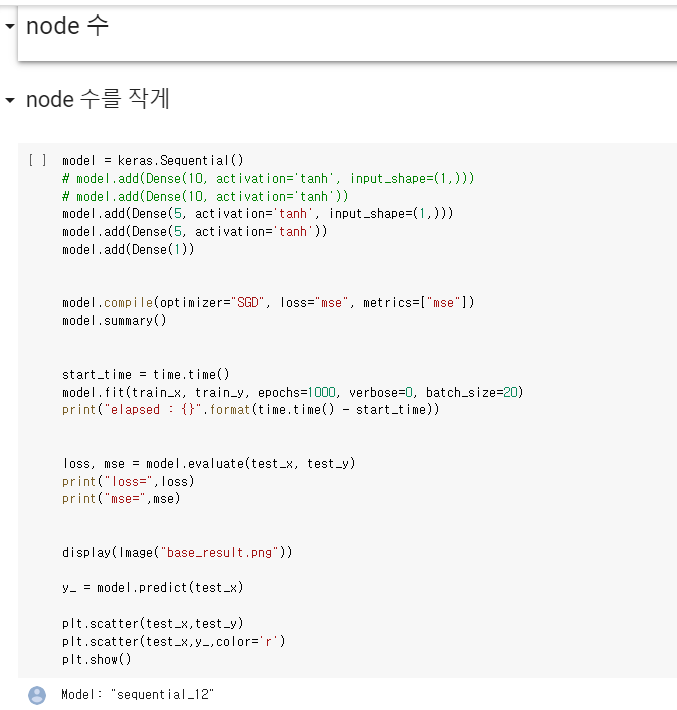 node 수
node 수를 작게
[ ] model = keras.Sequential()
# model.add(Dense(10, activation='tanh', input_shape=(1,)))
# model.add(Dense(10, activation='tanh'))
model.add(Dense(5, activation='tanh', input_shape=(1,)))
model.add(Dense(5, activation='tanh'))
model.add(Dense(1))
model.compile(optimizer="SGD", loss="mse", metrics=["mse"])
model.summary()
start_time = time.time()
model.fit(train_x, train_y, epochs=1000, verbose=0, batch_size=20)
print("elapsed : {}".format(time.time() - start_time))
loss, mse = model.evaluate(test_x, test_y)
print("loss=",loss)
print("mse=",mse)
display(Image("base_result.png"))
y_ = model.predict(test_x)
plt.scatter(test_x,test_y)
plt.scatter(test_x,y_,color='r')
plt.show()
Model: "sequential_12"